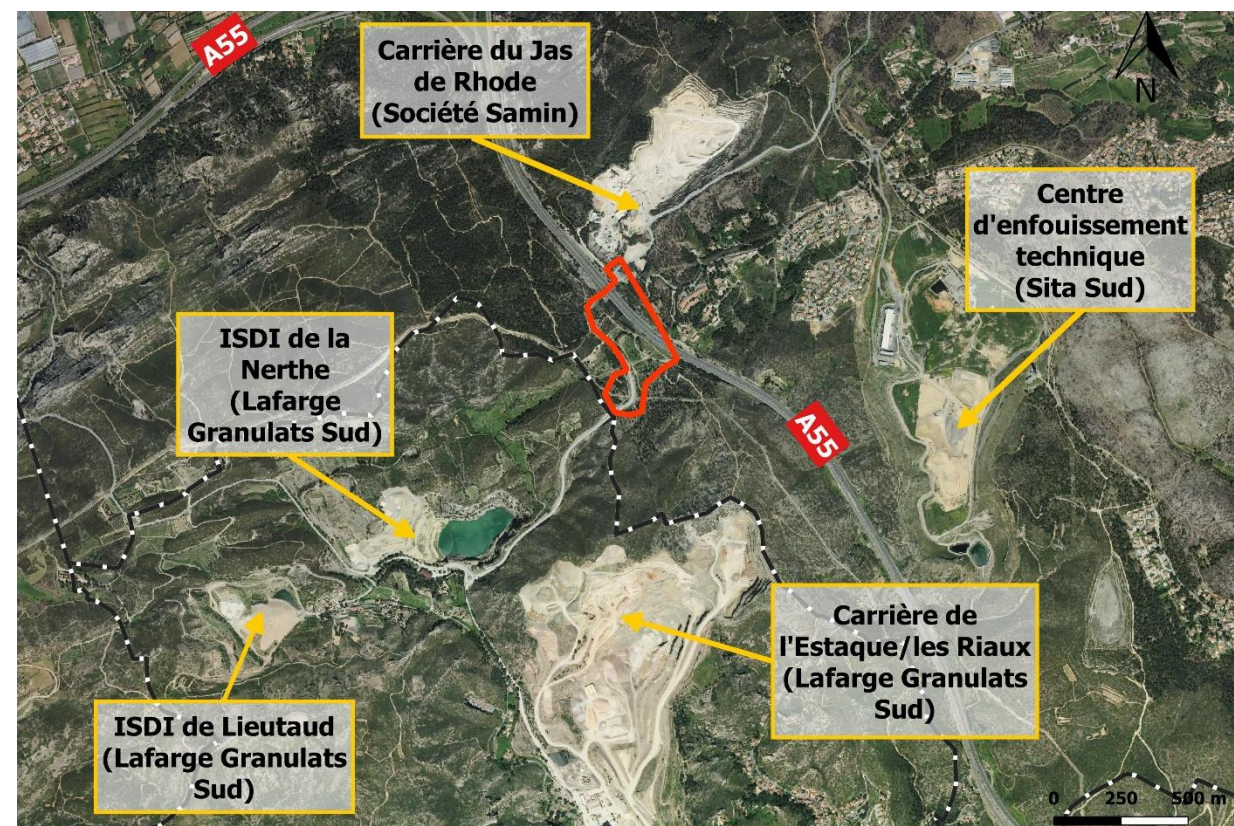 A55
Carrière du Jas
de Rhode
(Société Samin)
N
Centre
d'enfouissement
technique
(Sita Sud)
ISDI de la
Nerthe
(Lafarge
Granulats Sud)
A55
Carrière de
l'Estaque/les Riaux
(Lafarge Granulats
Sud)
ISDI de Lieutaud
(Lafarge Granulats
Sud)
0 250 500 m